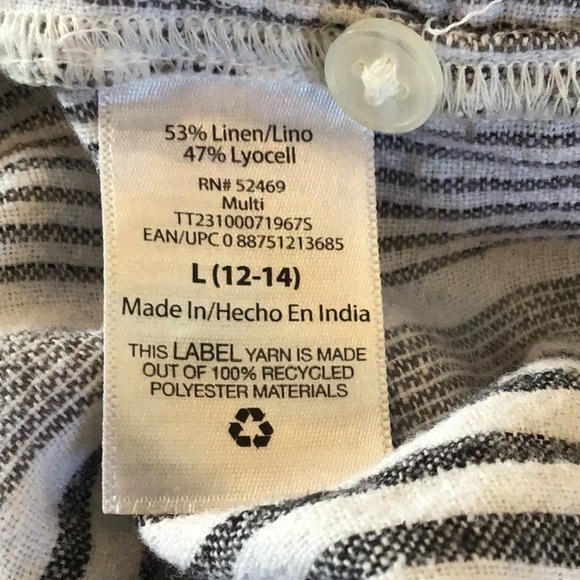 53% Linen/Lino
47% Lyocell
RN# 52469
Multi
TT23100071967S
EAN/UPC 0 88751213685
L (12-14)
Made In/Hecho En India
THIS LABEL YARN IS MADE
OUT OF 100% RECYCLED
POLYESTER MATERIALS